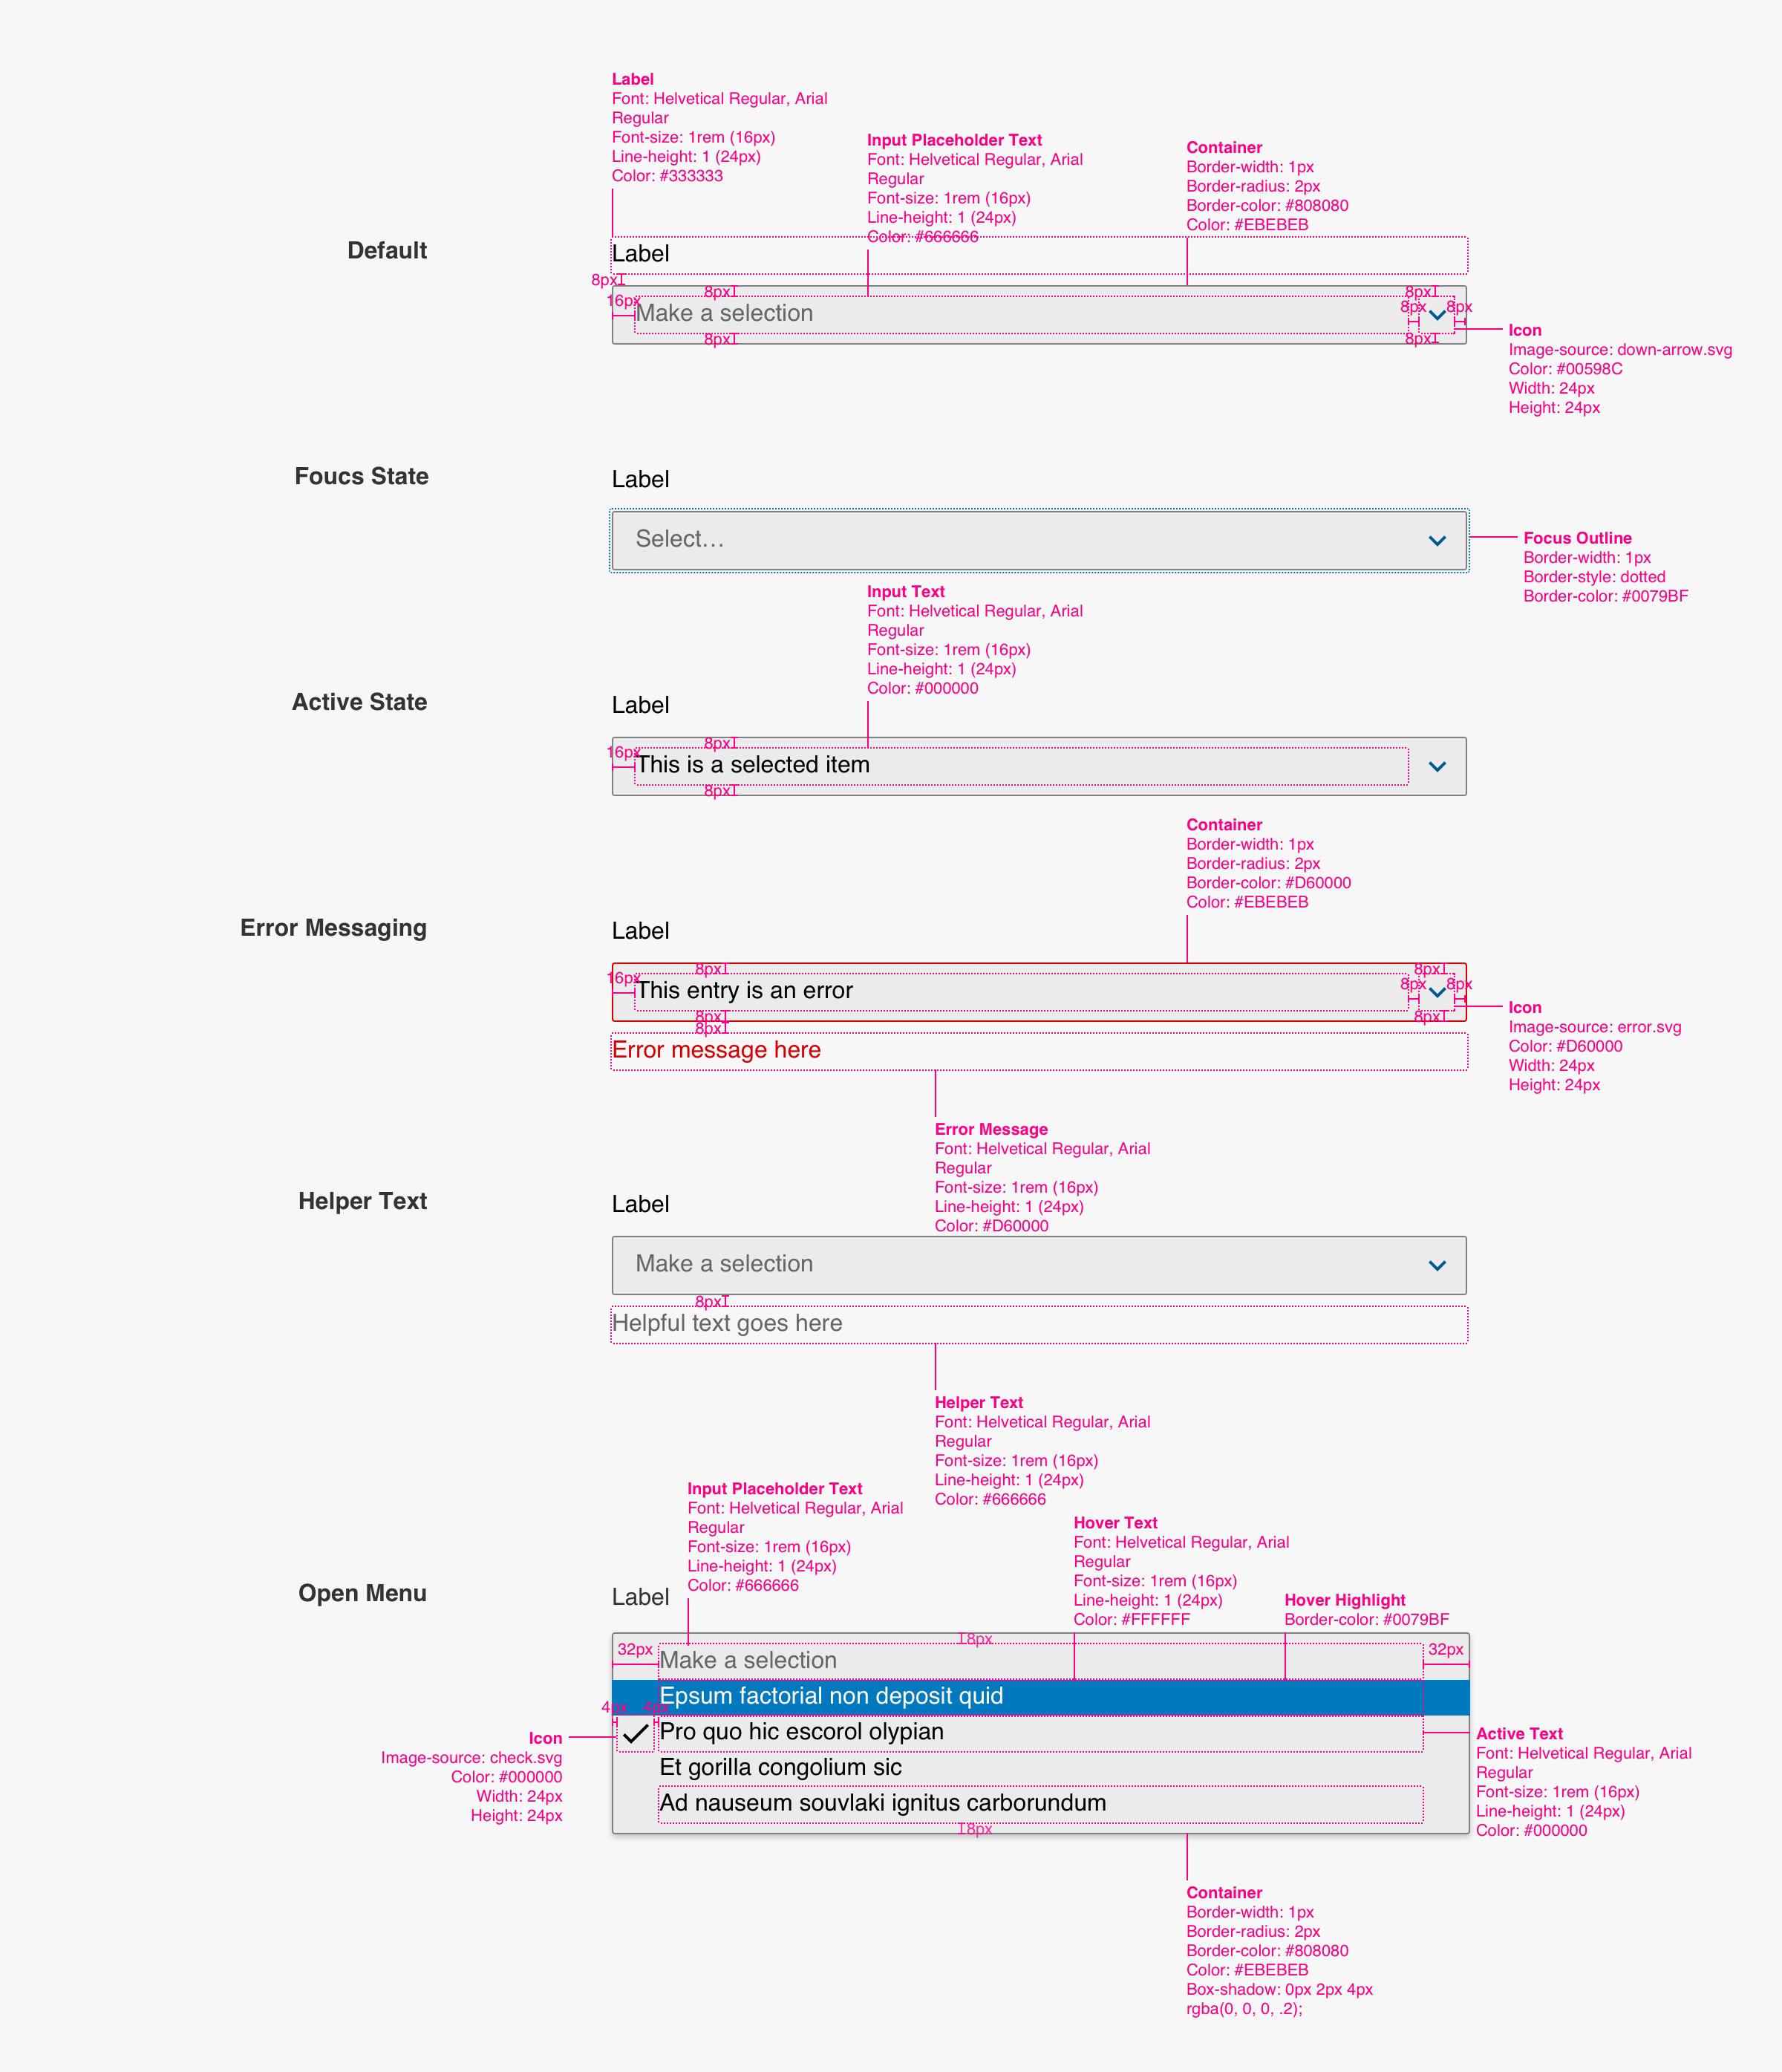 Label
Font: Helvetical Regular, Arial
Regular
Font-size: 1rem (16px)
Line-height: 1 (24px)
Color: #333333
Input Placeholder Text
Font: Helvetical Regular, Arial
Regular
Font-size: 1rem (16px)
Line-height: 1 (24px)
Color: #666666
Container
Border-width: 1px
Border-radius: 2px
Border-color: #808080
Color: #EBEBEB
Default
Label
8px
16px
8px
Make a selection
8px
8px
8px
8px
8px
Icon
Image-source: down-arrow.svg
Color: #00598C
Width: 24px
Height: 24px
Foucs State
Label
Select...
Focus Outline
Border-width: 1px
Border-style: dotted
Border-color: #0079BF
Input Text
Font: Helvetical Regular, Arial
Regular
Font-size: 1rem (16px)
Line-height: 1 (24px)
Color: #000000
Active State
Label
16px
8px
This is a selected item
8px
Container
Border-width: 1px
Border-radius: 2px
Border-color: #D60000
Color: #EBEBEB
Error Messaging
Label
16px
8px
This entry is an error
8px
8px
8px
8px
8px
8px
Error message here
Icon
Image-source: error.svg
Color: #D60000
Width: 24px
Height: 24px
Error Message
Font: Helvetical Regular, Arial
Regular
Font-size: 1rem (16px)
Line-height: 1 (24px)
Color: #D60000
Helper Text
Label
Make a selection
8px
Helpful text goes here
Helper Text
Font: Helvetical Regular, Arial
Regular
Font-size: 1rem (16px)
Line-height: 1 (24px)
Color: #666666
Input Placeholder Text
Font: Helvetical Regular, Arial
Regular
Font-size: 1rem (16px)
Line-height: 1 (24px)
Color: #666666
Hover Text
Font: Helvetical Regular, Arial
Regular
Font-size: 1rem (16px)
Line-height: 1 (24px)
Color: #FFFFFF
Hover Highlight
Border-color: #0079BF
Open Menu
Label
8px
32px
Make a selection
32px
Epsum factorial non deposit quid
4px
4px
Pro quo hic escorol olypian
Et gorilla congolium sic
Ad nauseum souvlaki ignitus carborundum
8px
Icon
Image-source: check.svg
Color: #000000
Width: 24px
Height: 24px
Active Text
Font: Helvetical Regular, Arial
Regular
Font-size: 1rem (16px)
Line-height: 1 (24px)
Color: #000000
Container
Border-width: 1px
Border-radius: 2px
Border-color: #808080
Color: #EBEBEB
Box-shadow: 0px 2px 4px
rgba(0, 0, 0, .2);